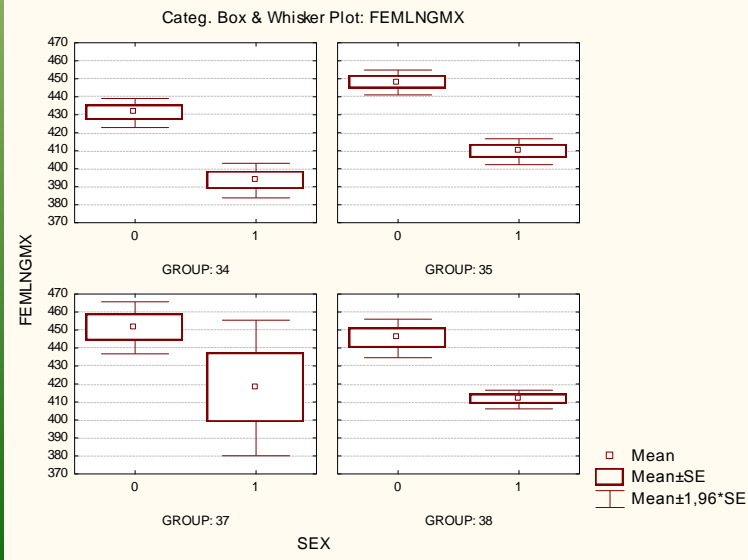 Categ. Box & Whisker Plot: FEMLNGMX
FEMLNGMX
470
460
450
440
430
420
410
400
390
380
370
0 1
GROUP: 34
0 1
GROUP: 35
470
460
450
440
430
420
410
400
390
380
370
0 1
GROUP: 37
0 1
GROUP: 38
SEX
Mean
Mean±SE
Mean±1,96*SE